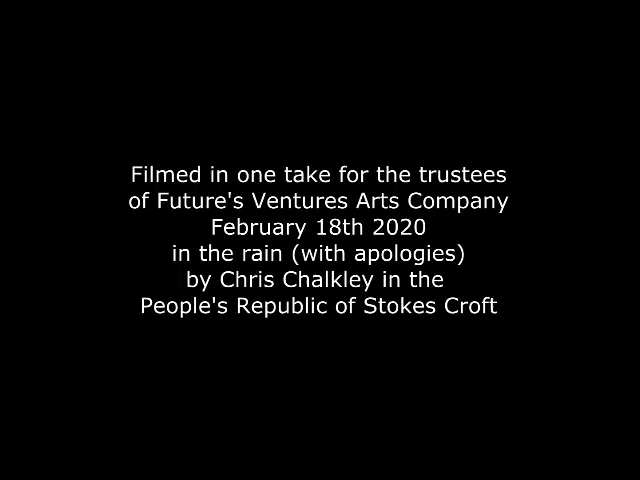 Filmed in one take for the trustees
of Future's Ventures Arts Company
February 18th 2020
in the rain (with apologies)
by Chris Chalkley in the
People's Republic of Stokes Croft